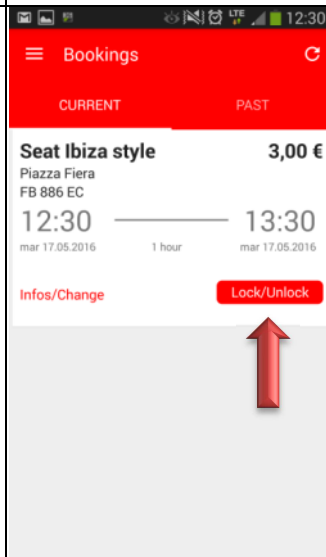 LTE 12:30
Bookings
CURRENT PAST
Seat Ibiza style 3,00 €
Piazza Fiera
FB 886 EC
12:30 13:30
mar 17.05.2016 1 hour mar 17.05.2016
Infos/Change Lock/Unlock